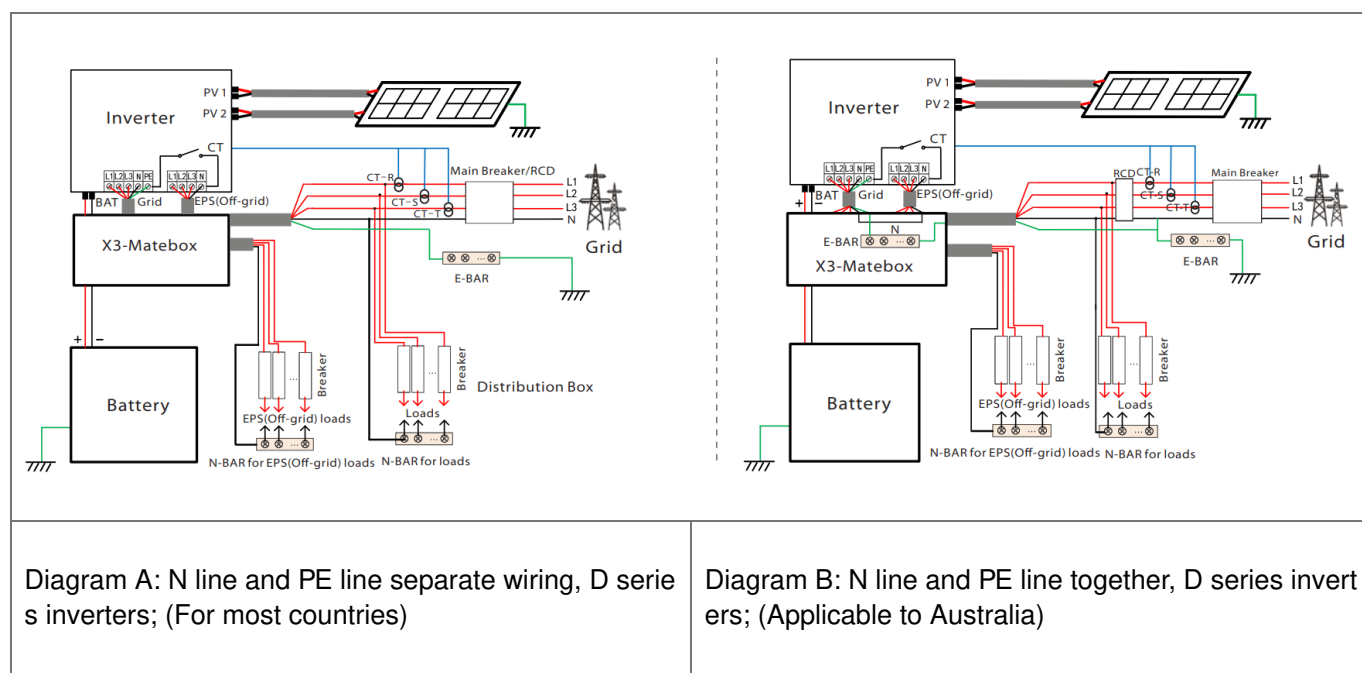 PV 1
PV 2
Inverter
CT
L1 L2 L3 N PE
L1 L2 L3 N
BAT
Grid
EPS(Off-grid)
CT-R
CT-S
CT-T
Main Breaker/RCD
L1
L2
L3
N
Grid
X3-Matebox
E-BAR
+ −
Battery
Breaker
Breaker
Distribution Box
EPS(Off-grid) loads
Loads
N-BAR for EPS(Off-grid) loads
N-BAR for loads
PV 1
PV 2
Inverter
CT
L1 L2 L3 N PE
L1 L2 L3 N
BAT
Grid
EPS(Off-grid)
+ −
RCD
CT-R
CT-S
CT-T
Main Breaker
L1
L2
L3
N
Grid
N
E-BAR
X3-Matebox
E-BAR
Battery
Breaker
Breaker
EPS(Off-grid) loads
Loads
N-BAR for EPS(Off-grid) loads
N-BAR for loads
Diagram A: N line and PE line separate wiring, D serie
s inverters; (For most countries)
Diagram B: N line and PE line together, D series invert
ers; (Applicable to Australia)